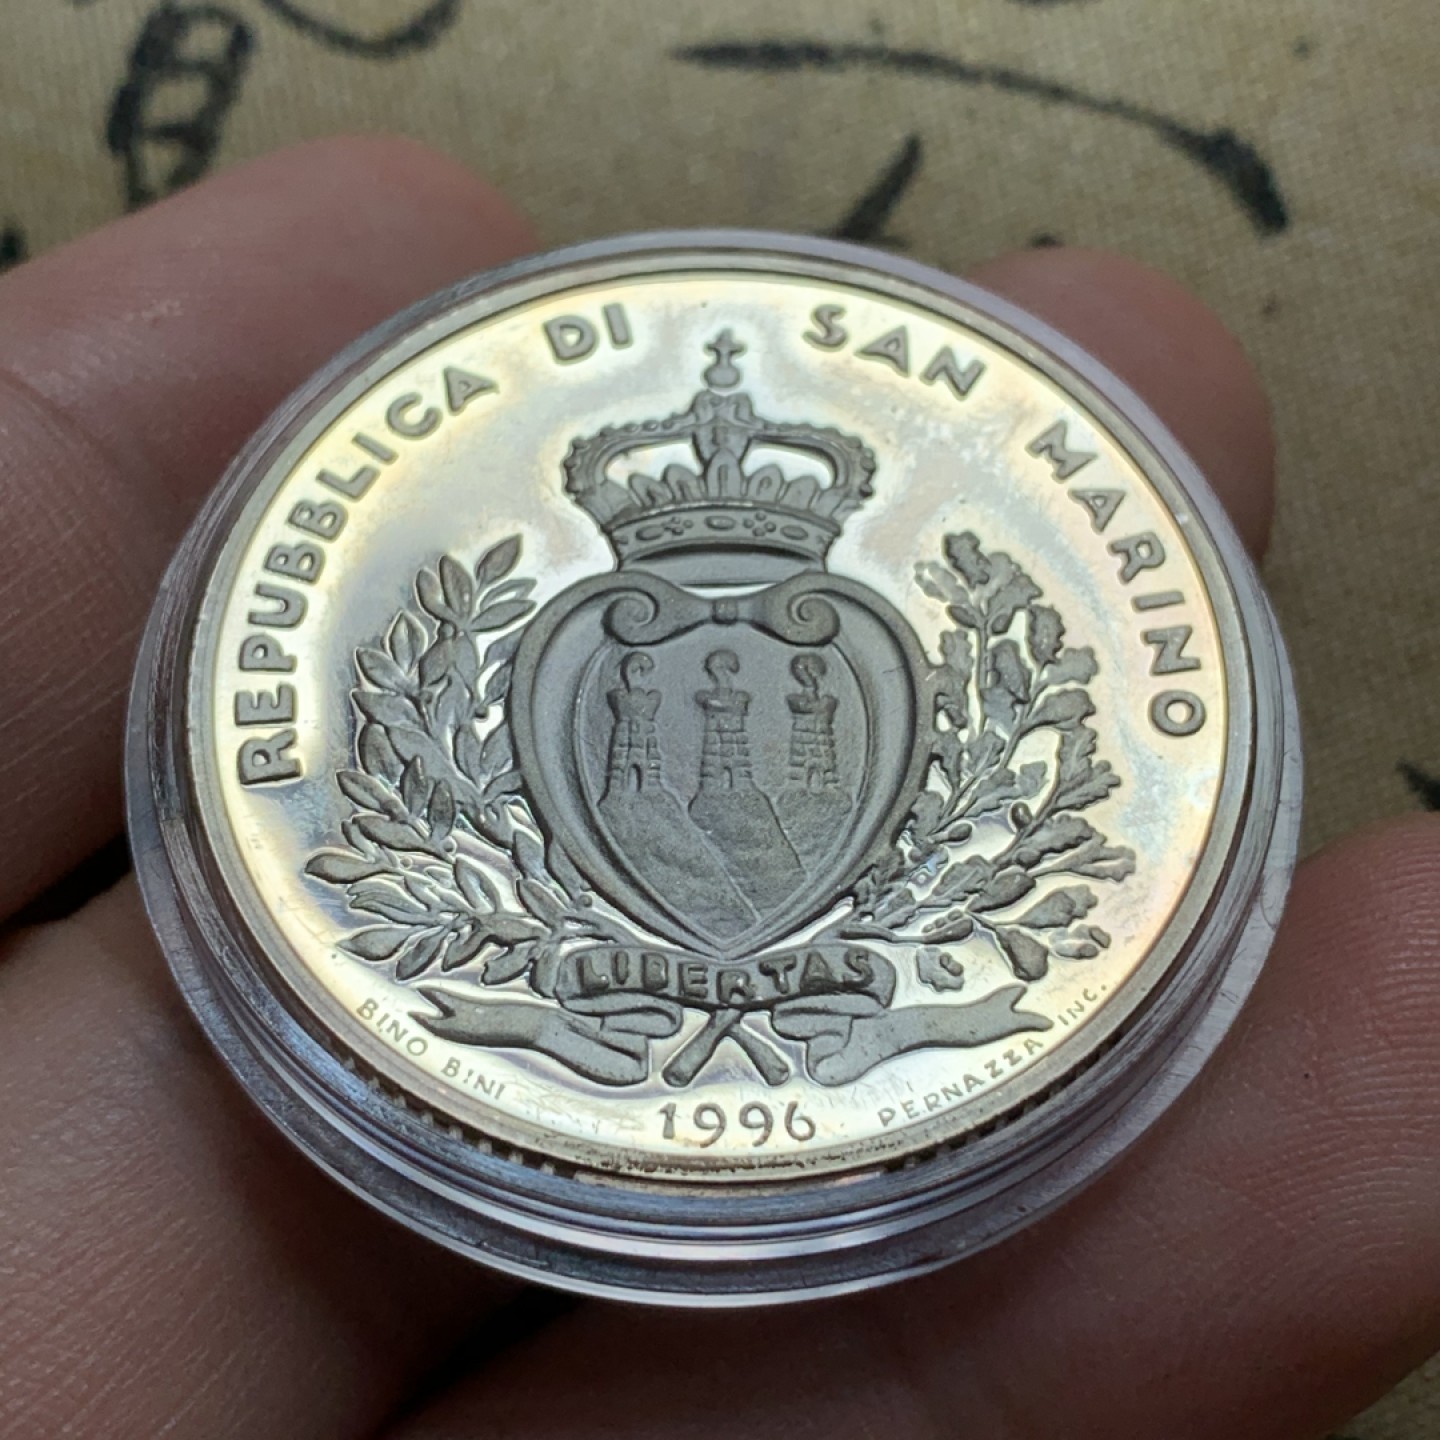 REPUBBLICA DI SAN MARINO
LIBERTAS
BINO BINI
1996
PERNAZZA INC.